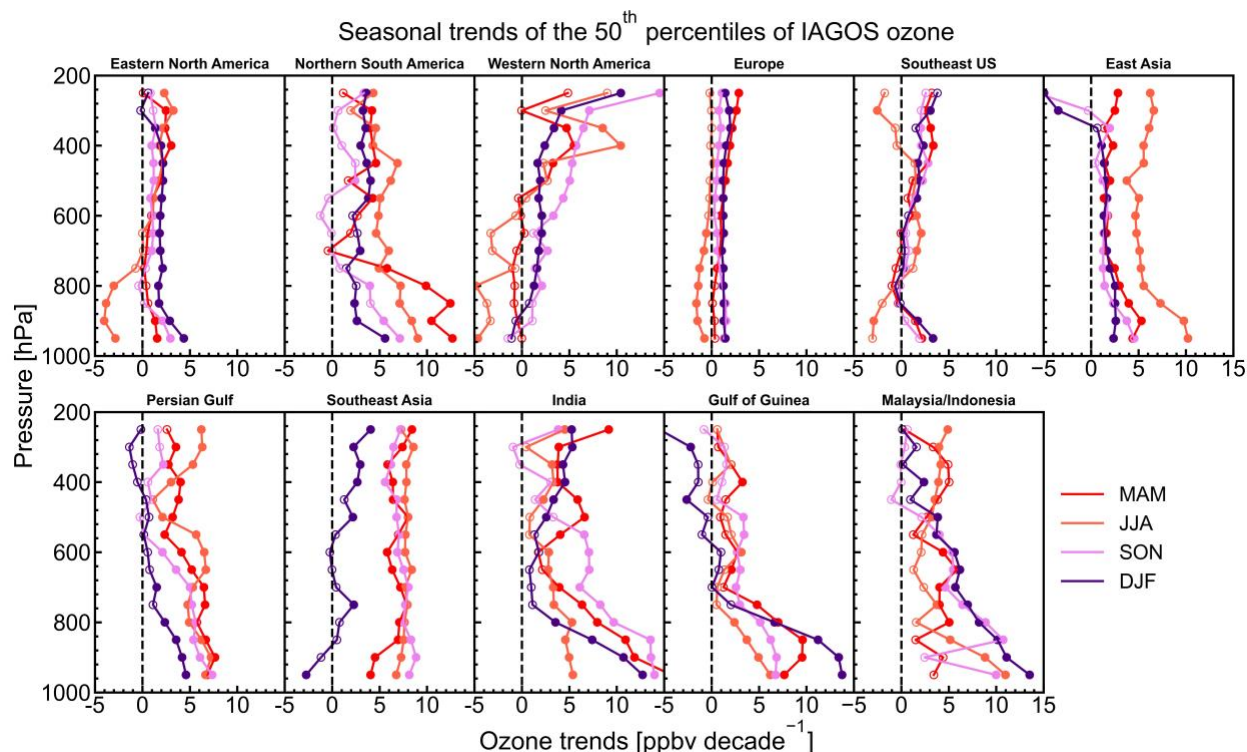 Seasonal trends of the 50th percentiles of IAGOS ozone
Eastern North America Northern South America Western North America Europe Southeast US East Asia
200
400
600
800
1000
-5 0 5 10 -5 0 5 10 -5 0 5 10 -5 0 5 10 -5 0 5 10 -5 0 5 10 15
Pressure [hPa]
Persian Gulf Southeast Asia India Gulf of Guinea Malaysia/Indonesia
200
400
600
800
1000
-5 0 5 10 -5 0 5 10 -5 0 5 10 -5 0 5 10 -5 0 5 10 15
MAM
JJA
SON
DJF
Ozone trends [ppbv decade−1]